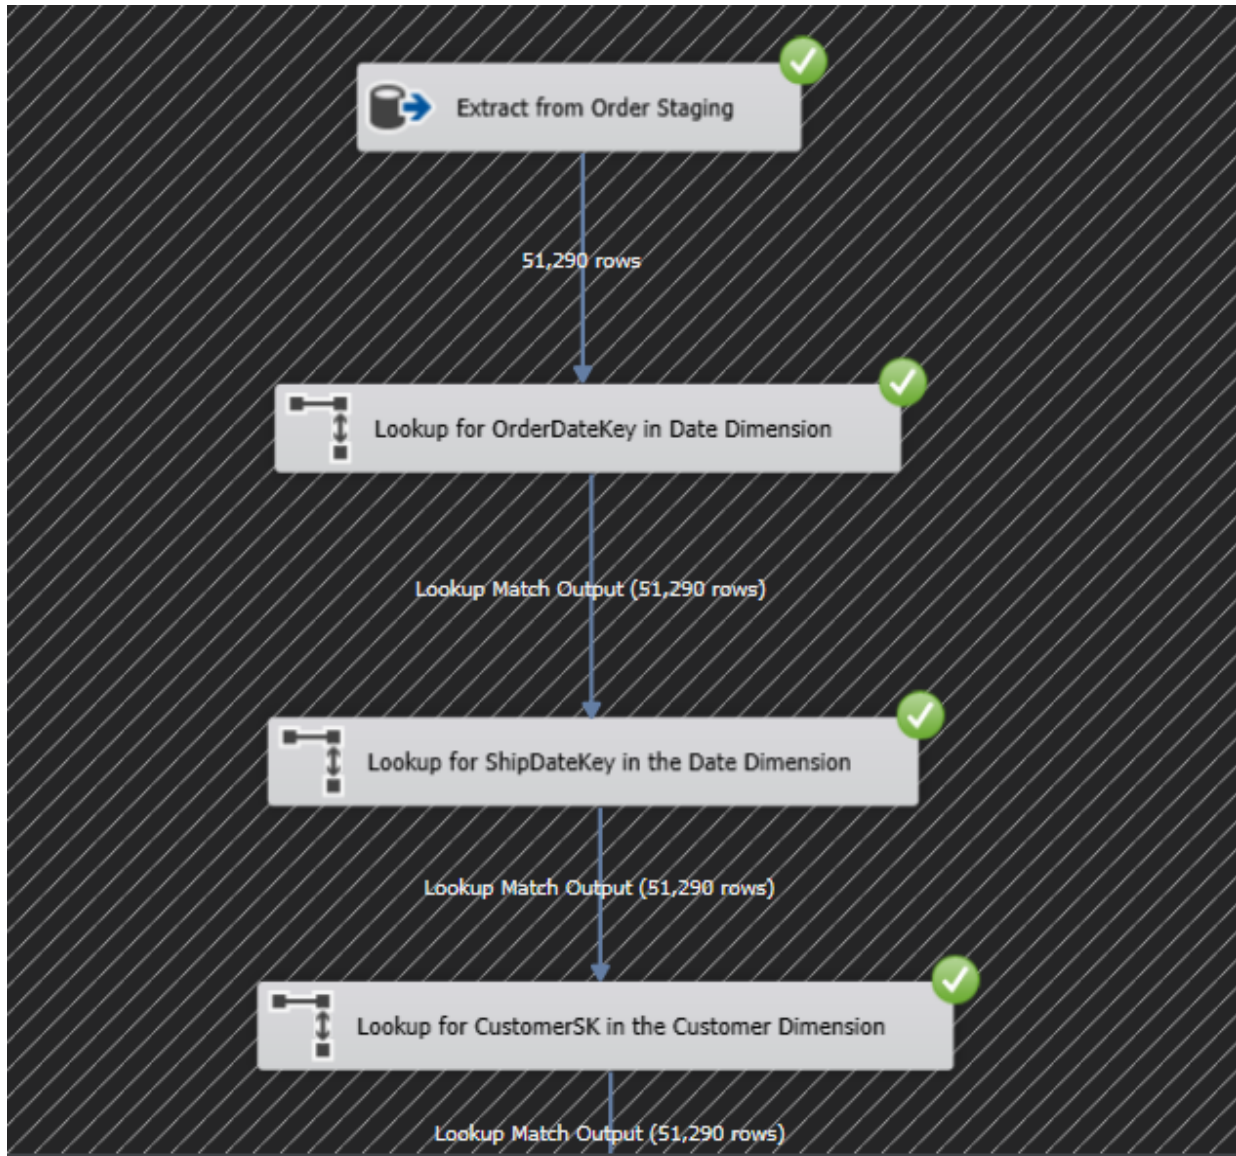 Extract from Order Staging
51,290 rows
Lookup for OrderDateKey in Date Dimension
Lookup Match Output (51,290 rows)
Lookup for ShipDateKey in the Date Dimension
Lookup Match Output (51,290 rows)
Lookup for CustomerSK in the Customer Dimension
Lookup Match Output (51,290 rows)